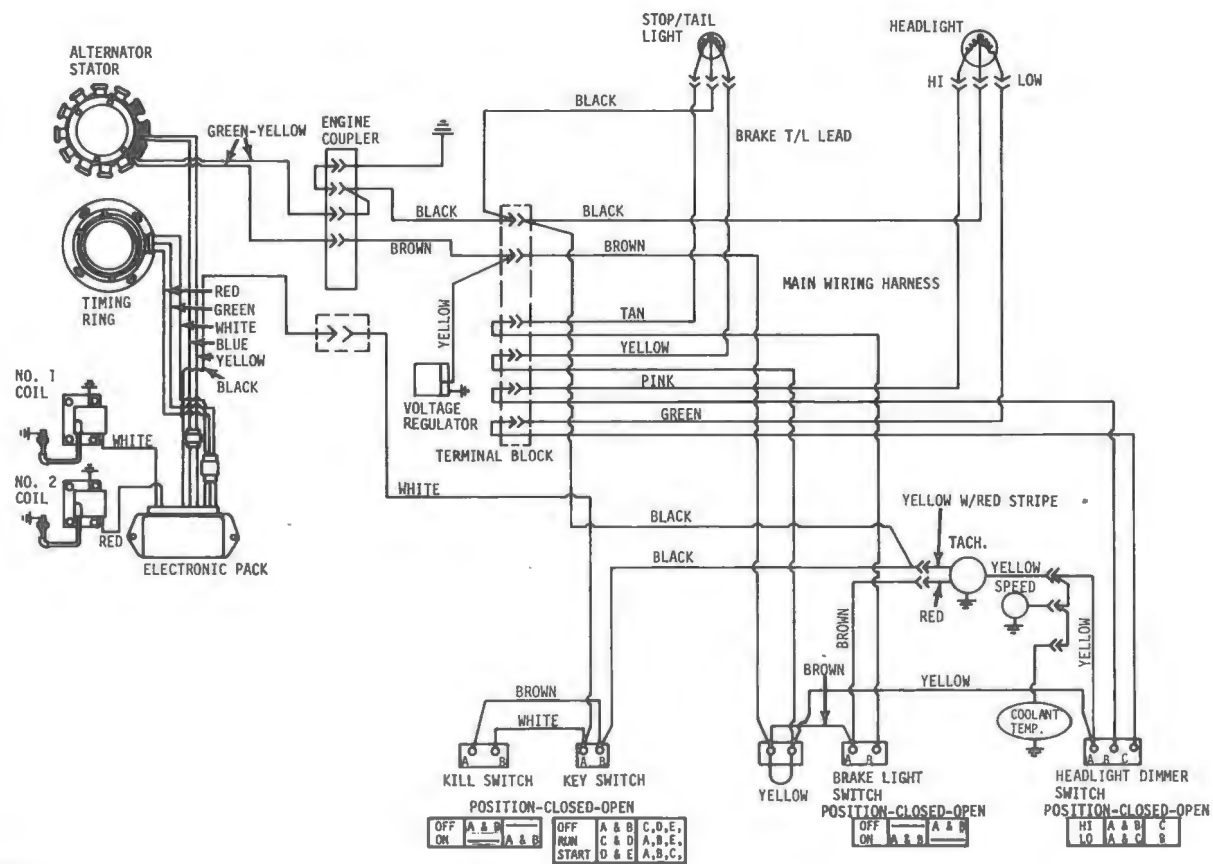 STOP/TAIL
LIGHT
HEADLIGHT
ALTERNATOR
STATOR
HI
LOW
BLACK
GREEN-YELLOW
ENGINE
COUPLER
BRAKE T/L LEAD
BLACK
BLACK
BROWN
BROWN
MAIN WIRING HARNESS
TIMING
RING
RED
GREEN
WHITE
BLUE
YELLOW
BLACK
YELLOW
TAN
YELLOW
PINK
GREEN
NO. 1
COIL
WHITE
VOLTAGE
REGULATOR
TERMINAL BLOCK
NO. 2
COIL
RED
ELECTRONIC PACK
WHITE
YELLOW W/RED STRIPE
BLACK
TACH.
BLACK
YELLOW
SPEED
RED
BROWN
YELLOW
BROWN
YELLOW
BROWN
WHITE
COOLANT
TEMP.
A B
A B
A B
A B C
KILL SWITCH
KEY SWITCH
YELLOW
BRAKE LIGHT
SWITCH
HEADLIGHT DIMMER
SWITCH
POSITION-CLOSED-OPEN
OFF A & B
ON A & B
OFF A & B C,D,E,
RUN C & D A,B,E,
START D & E A,B,C,
POSITION-CLOSED-OPEN
OFF A & B
ON A & B
POSITION-CLOSED-OPEN
HI A & B C
LO A & C B